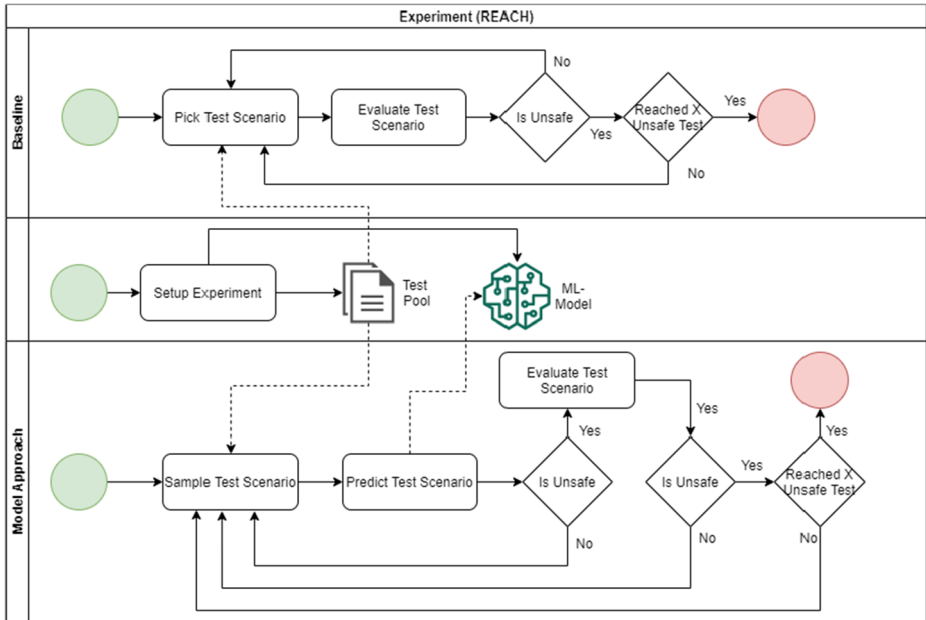 Experiment (REACH)
Baseline
No
Pick Test Scenario
Evaluate Test
Scenario
Is Unsafe
Yes
Reached X
Unsafe Test
Yes
No
Setup Experiment
Test
Pool
ML-
Model
Model Approach
Evaluate Test
Scenario
Yes
Yes
Yes
Sample Test Scenario
Predict Test Scenario
Is Unsafe
Is Unsafe
Yes
Reached X
Unsafe Test
No
No
No